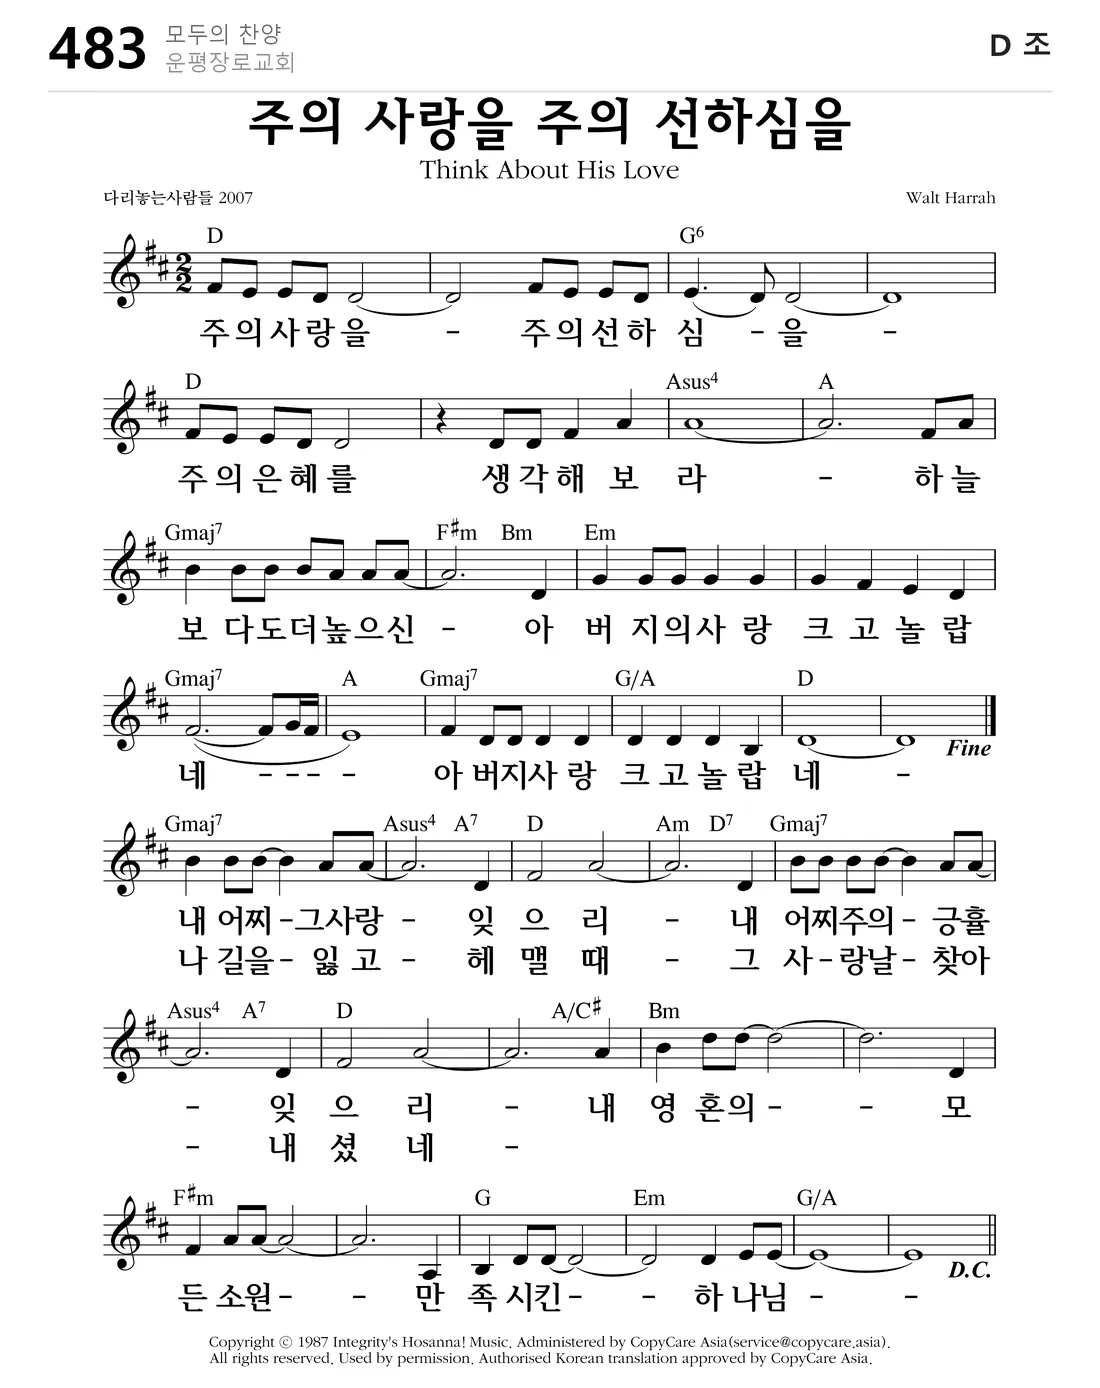 483 모두의 찬양
운평장로교회
D 조
주의 사랑을 주의 선하심을
Think About His Love
다리놓는사람들 2007 Walt Harrah
D G6
주의사랑을 - 주의선하 심 - 을 -
D Asus4 A
주의은혜를 생각해 보 라 - 하늘
Gmaj7 F#m Bm Em
보 다도더높으신 - 아 버 지의사 랑 크 고 놀 랍
Gmaj7 A Gmaj7 G/A D
네 - - - - 아 버지사 랑 크 고 놀 랍 네 -
Fine
Gmaj7 Asus4 A7 D Am D7 Gmaj7
내 어찌 - 그사랑 - 잊 으 리 - 내 어찌주의 - 긍휼
나 길을 - 잃 고 - 헤 맬 때 - 그 사 - 랑날 - 찾아
Asus4 A7 D A/C# Bm
- 잊 으 리 - 내 영 혼의 - - 모
- 내 셨 네 -
F#m G Em G/A
D.C.
든 소원 - - 만 족 시킨 - - 하 나님 - -
Copyright ⓒ 1987 Integrity's Hosanna! Music. Administered by CopyCare Asia(service@copycare.asia).
All rights reserved. Used by permission. Authorised Korean translation approved by CopyCare Asia.